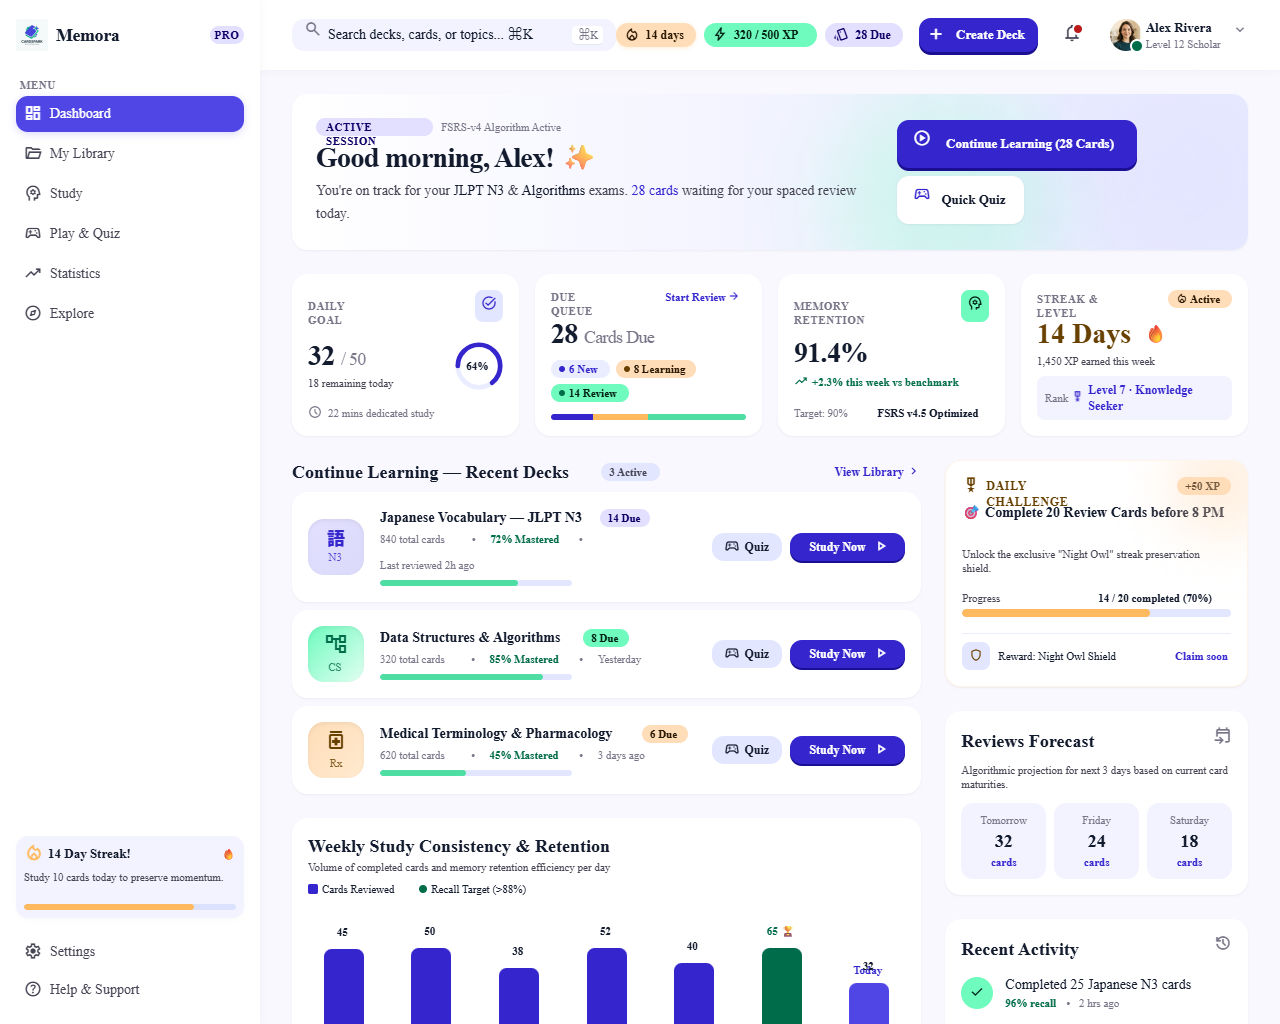 Memora
PRO
MENU
Dashboard
My Library
Study
Play & Quiz
Statistics
Explore
14 Day Streak!
Study 10 cards today to preserve momentum.
Settings
Help & Support
Search decks, cards, or topics... ⌘K
⌘K
14 days
320 / 500 XP
28 Due
Create Deck
Alex Rivera
Level 12 Scholar
ACTIVE SESSION
FSRS-v4 Algorithm Active
Good morning, Alex! ✨
You're on track for your JLPT N3 & Algorithms exams. 28 cards waiting for your spaced review
today.
Continue Learning (28 Cards)
Quick Quiz
DAILY
GOAL
32 / 50
18 remaining today
64%
22 mins dedicated study
DUE
QUEUE
Start Review
28 Cards Due
6 New
8 Learning
14 Review
MEMORY
RETENTION
91.4%
+2.3% this week vs benchmark
Target: 90%
FSRS v4.5 Optimized
STREAK &
LEVEL
Active
14 Days 🔥
1,450 XP earned this week
Rank
Level 7 · Knowledge
Seeker
Continue Learning — Recent Decks
3 Active
View Library
語
N3
Japanese Vocabulary — JLPT N3
14 Due
840 total cards • 72% Mastered •
Last reviewed 2h ago
Quiz
Study Now
CS
Data Structures & Algorithms
8 Due
320 total cards • 85% Mastered • Yesterday
Quiz
Study Now
Rx
Medical Terminology & Pharmacology
6 Due
620 total cards • 45% Mastered • 3 days ago
Quiz
Study Now
Weekly Study Consistency & Retention
Volume of completed cards and memory retention efficiency per day
Cards Reviewed
Recall Target (>88%)
45
50
38
52
40
65 🏆
32
Today
DAILY
CHALLENGE
+50 XP
🎯 Complete 20 Review Cards before 8 PM
Unlock the exclusive "Night Owl" streak preservation
shield.
Progress
14 / 20 completed (70%)
Reward: Night Owl Shield
Claim soon
Reviews Forecast
Algorithmic projection for next 3 days based on current card
maturities.
Tomorrow
32
cards
Friday
24
cards
Saturday
18
cards
Recent Activity
Completed 25 Japanese N3 cards
96% recall • 2 hrs ago